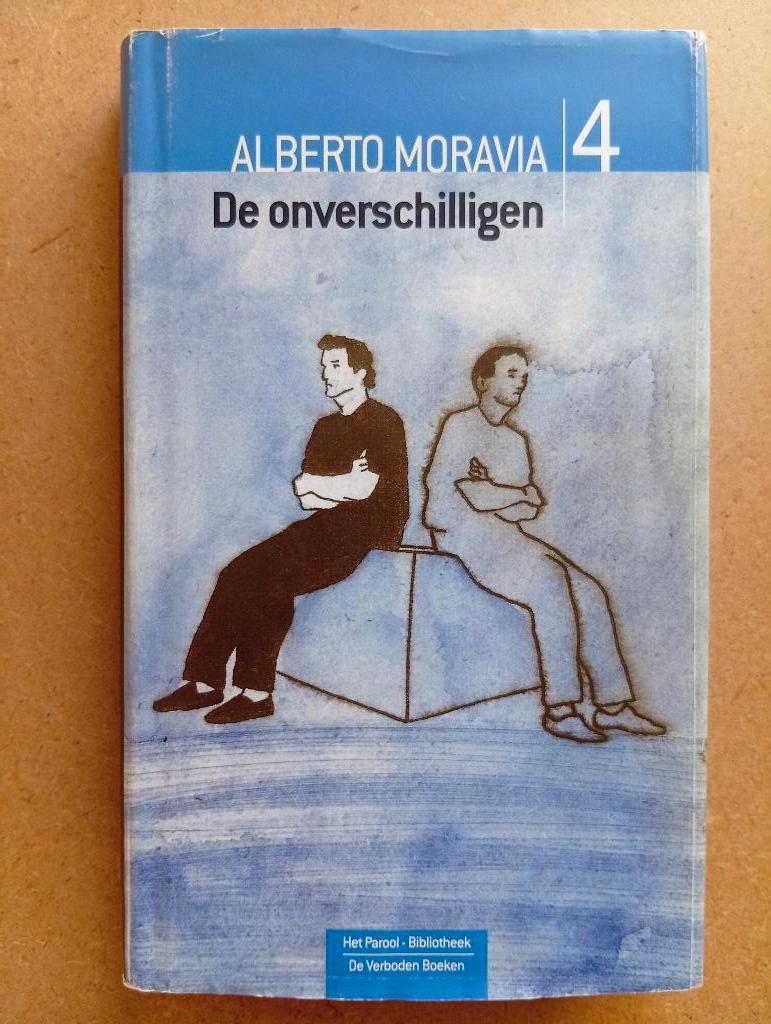 ALBERTO MORAVIA 4
De onverschilligen
Het Parool - Bibliotheek
De Verboden Boeken